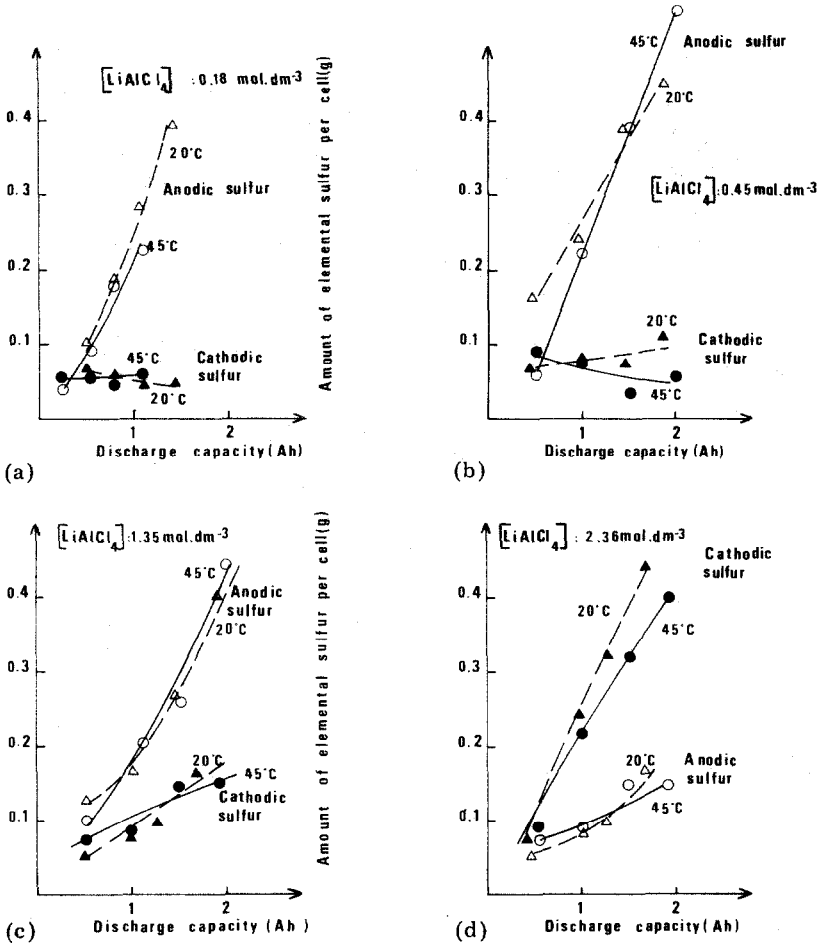 [LiAlCl4] :0.18 mol.dm-3
0.4
0.3
0.2
0.1
20°C
Anodic sulfur
45°C
45°C
Cathodic
sulfur
20°C
1
2
Discharge capacity(Ah)
(a)
Amount of elemental sulfur per cell(g)
45°C
Anodic sulfur
20°C
[LiAlCl4]:0.45mol.dm-3
0.4
0.3
0.2
0.1
20°C
Cathodic
sulfur
45°C
1
2
Discharge capacity(Ah)
(b)
[LiAlCl4]:1.35mol.dm-3
45°C
Anodic
sulfur
20°C
0.4
0.3
0.2
0.1
20°C
45°C
Cathodic
sulfur
1
2
Discharge capacity(Ah)
(c)
Amount of elemental sulfur per cell(g)
[LiAlCl4] : 2.36mol.dm-3
Cathodic
sulfur
20°C
45°C
0.4
0.3
0.2
0.1
20°C
Anodic
sulfur
45°C
1
2
Discharge capacity(Ah)
(d)